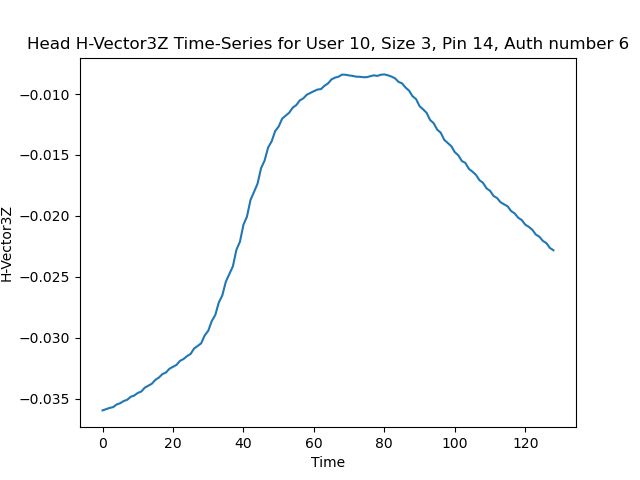 Head H-Vector3Z Time-Series for User 10, Size 3, Pin 14, Auth number 6
−0.010
−0.015
−0.020
−0.025
−0.030
−0.035
H-Vector3Z
0 20 40 60 80 100 120
Time